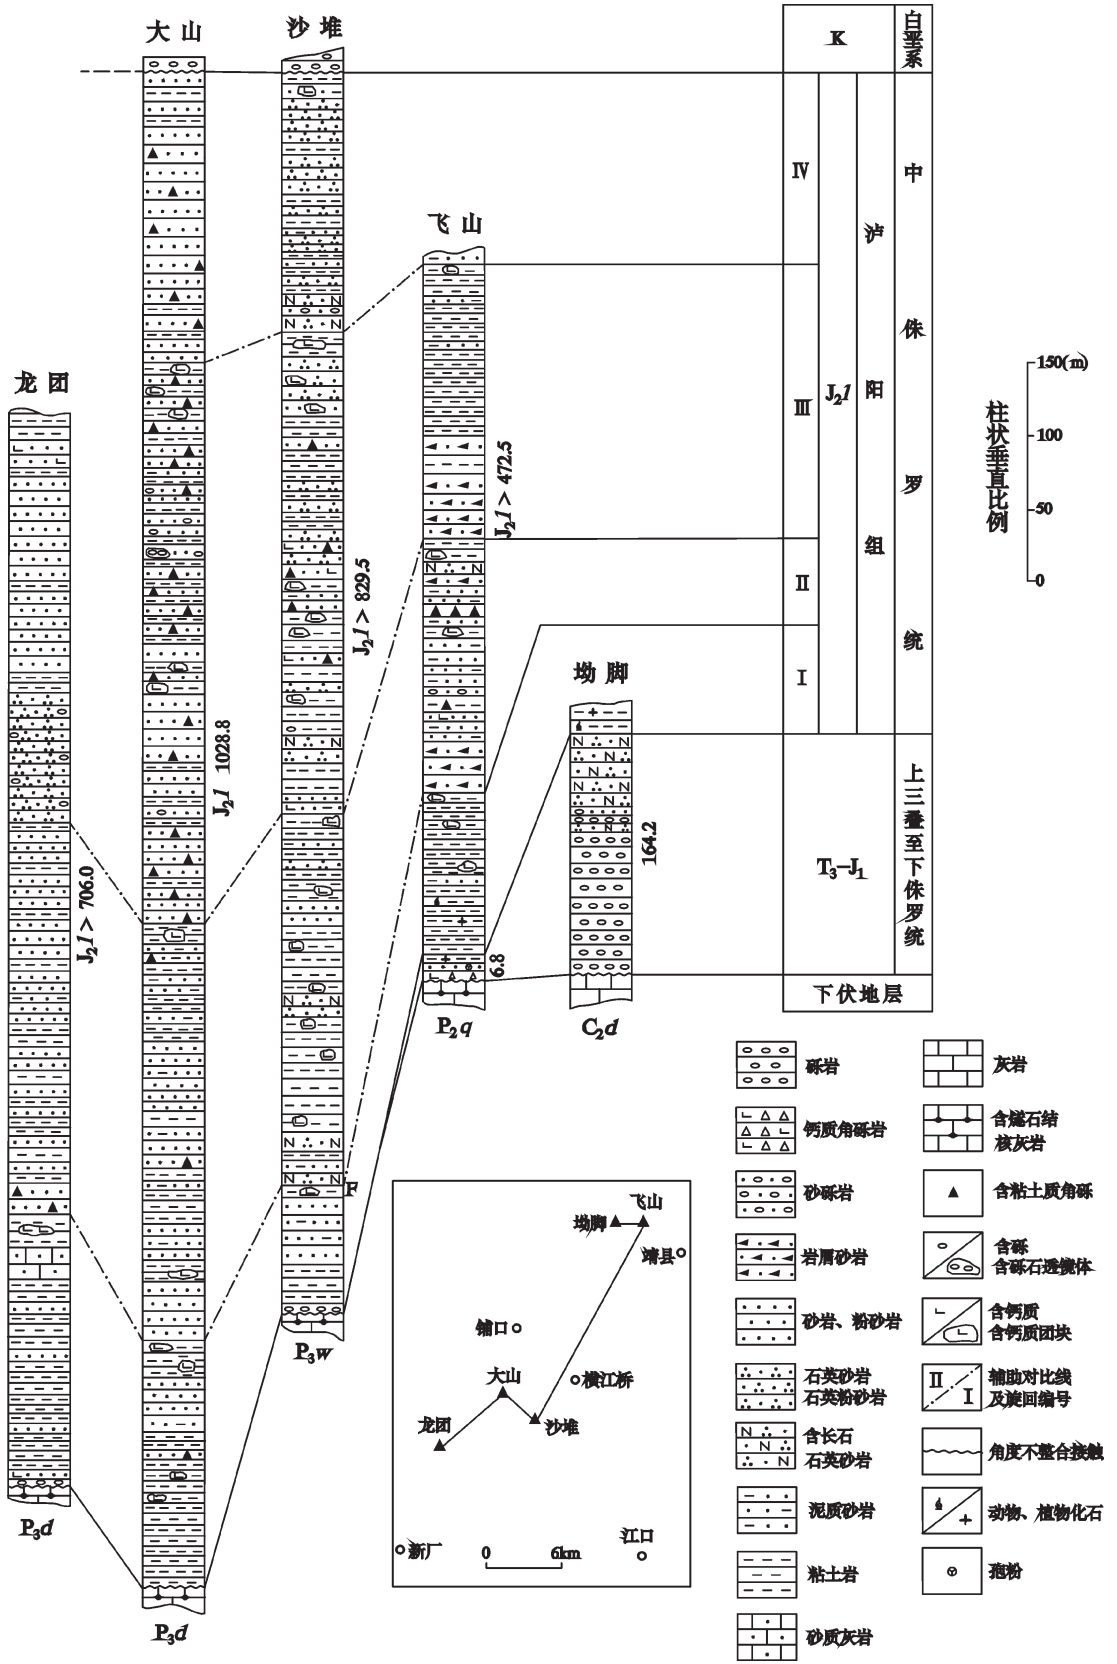 大山
沙堆
飞山
龙团
坳脚
K
白垩系
Ⅳ
Ⅲ
Ⅱ
Ⅰ
J₂l
泸阳组
中侏罗统
T₃–J₁
上三叠至下侏罗统
下伏地层
柱状垂直比例
150(m)
100
50
0
J₂l > 706.0
J₂l 1028.8
J₂l > 829.5
J₂l > 472.5
6.8
164.2
F
P₃d
P₃d
P₃w
P₂q
C₂d
飞山
坳脚
靖县
铺口
横江桥
大山
沙堆
龙团
新厂
江口
0 6km
砾岩
钙质角砾岩
砂砾岩
岩屑砂岩
砂岩、粉砂岩
石英砂岩
石英粉砂岩
含长石
石英砂岩
泥质砂岩
粘土岩
砂质灰岩
灰岩
含燧石结
核灰岩
含粘土质角砾
含砾
含砾石透镜体
含钙质
含钙质团块
Ⅱ Ⅰ
辅助对比线
及旋回编号
角度不整合接触
动物、植物化石
孢粉